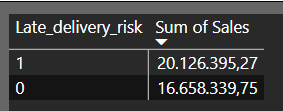 Late_delivery_risk Sum of Sales
1 20.126.395,27
0 16.658.339,75